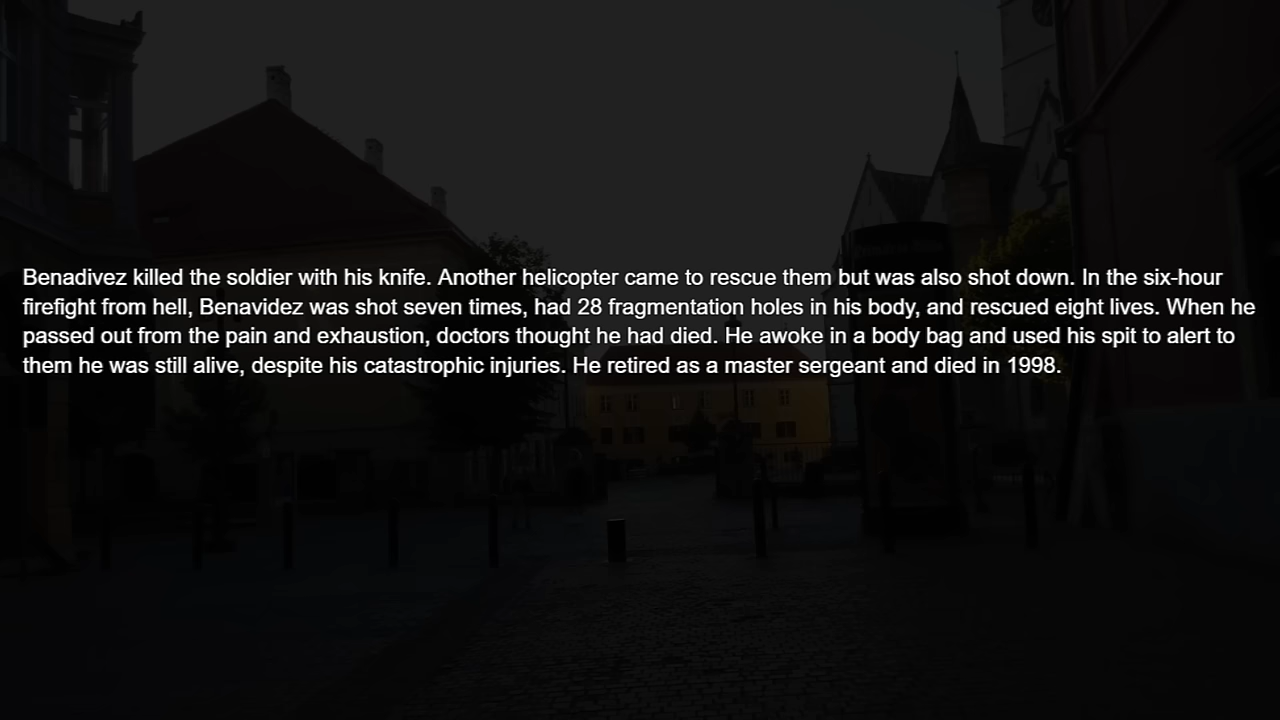 Benadivez killed the soldier with his knife. Another helicopter came to rescue them but was also shot down. In the six-hour
firefight from hell, Benavidez was shot seven times, had 28 fragmentation holes in his body, and rescued eight lives. When he
passed out from the pain and exhaustion, doctors thought he had died. He awoke in a body bag and used his spit to alert to
them he was still alive, despite his catastrophic injuries. He retired as a master sergeant and died in 1998.